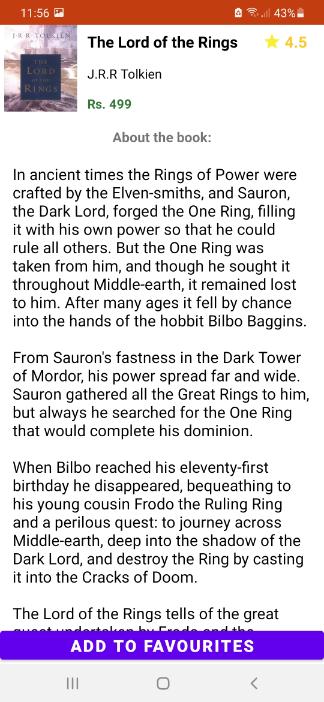 11:56
43%
J·R·R·TOLKIEN
THE
LORD
OF THE
RINGS
The Lord of the Rings
4.5
J.R.R Tolkien
Rs. 499
About the book:
In ancient times the Rings of Power were
crafted by the Elven-smiths, and Sauron,
the Dark Lord, forged the One Ring, filling
it with his own power so that he could
rule all others. But the One Ring was
taken from him, and though he sought it
throughout Middle-earth, it remained lost
to him. After many ages it fell by chance
into the hands of the hobbit Bilbo Baggins.
From Sauron's fastness in the Dark Tower
of Mordor, his power spread far and wide.
Sauron gathered all the Great Rings to him,
but always he searched for the One Ring
that would complete his dominion.
When Bilbo reached his eleventy-first
birthday he disappeared, bequeathing to
his young cousin Frodo the Ruling Ring
and a perilous quest: to journey across
Middle-earth, deep into the shadow of the
Dark Lord, and destroy the Ring by casting
it into the Cracks of Doom.
The Lord of the Rings tells of the great
quest undertaken by Frodo and the
ADD TO FAVOURITES